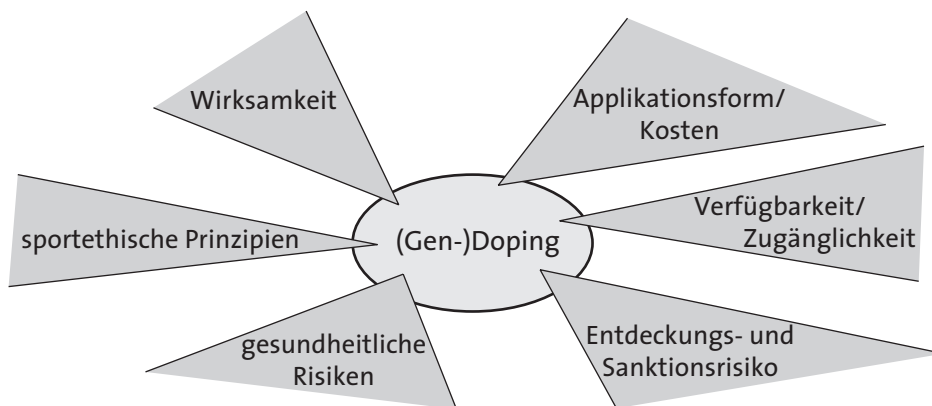 Wirksamkeit
Applikationsform/
Kosten
sportethische Prinzipien
(Gen-)Doping
Verfügbarkeit/
Zugänglichkeit
gesundheitliche
Risiken
Entdeckungs- und
Sanktionsrisiko